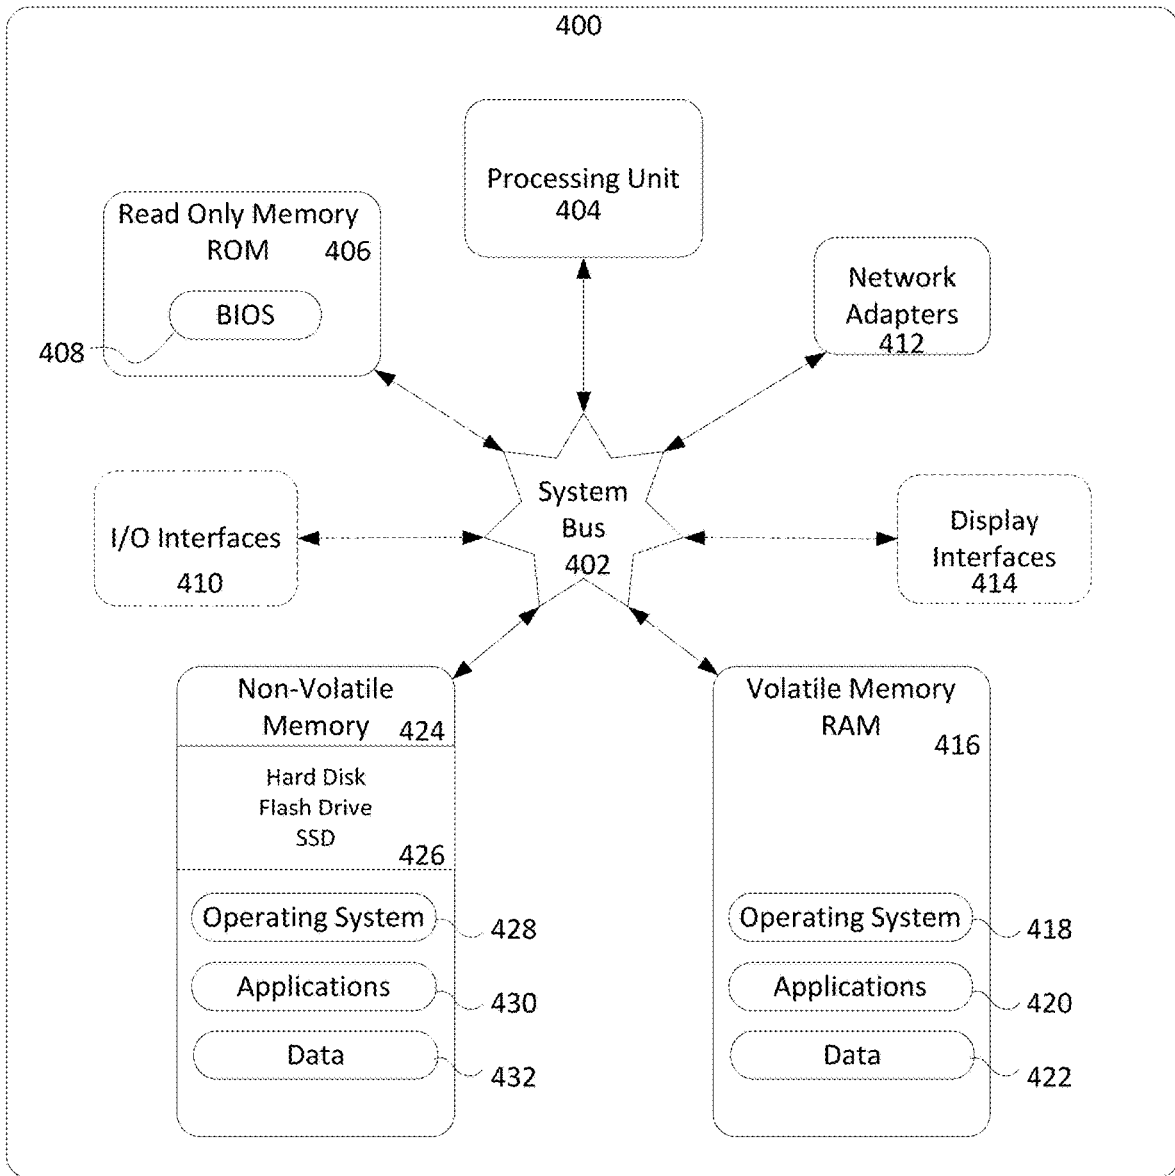 400
Processing Unit
404
Read Only Memory
ROM
406
BIOS
408
Network
Adapters
412
System
Bus
402
I/O Interfaces
410
Display
Interfaces
414
Non-Volatile
Memory
424
Hard Disk
Flash Drive
SSD
426
Operating System
428
Applications
430
Data
432
Volatile Memory
RAM
416
Operating System
418
Applications
420
Data
422